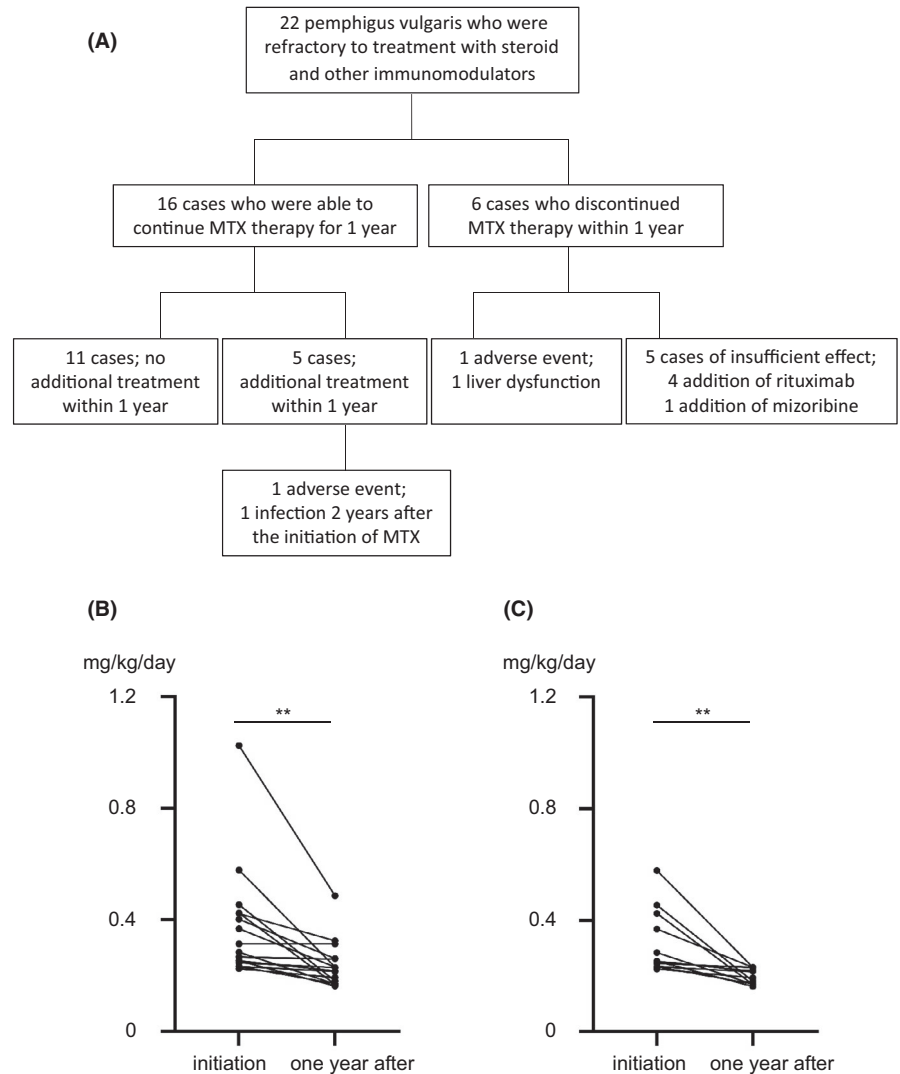 (A)
22 pemphigus vulgaris who were
refractory to treatment with steroid
and other immunomodulators
16 cases who were able to
continue MTX therapy for 1 year
6 cases who discontinued
MTX therapy within 1 year
11 cases; no
additional treatment
within 1 year
5 cases;
additional treatment
within 1 year
1 adverse event;
1 liver dysfunction
5 cases of insufficient effect;
4 addition of rituximab
1 addition of mizoribine
1 adverse event;
1 infection 2 years after
the initiation of MTX
(B)
mg/kg/day
1.2
**
0.8
0.4
0
initiation
one year after
(C)
mg/kg/day
1.2
**
0.8
0.4
0
initiation
one year after